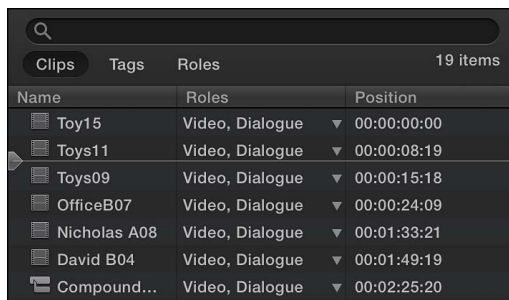 Clips Tags Roles 19 items
Name Roles Position
Toy15 Video, Dialogue 00:00:00:00
Toys11 Video, Dialogue 00:00:08:19
Toys09 Video, Dialogue 00:00:15:18
OfficeB07 Video, Dialogue 00:00:24:09
Nicholas A08 Video, Dialogue 00:01:33:21
David B04 Video, Dialogue 00:01:49:19
Compound... Video, Dialogue 00:02:25:20